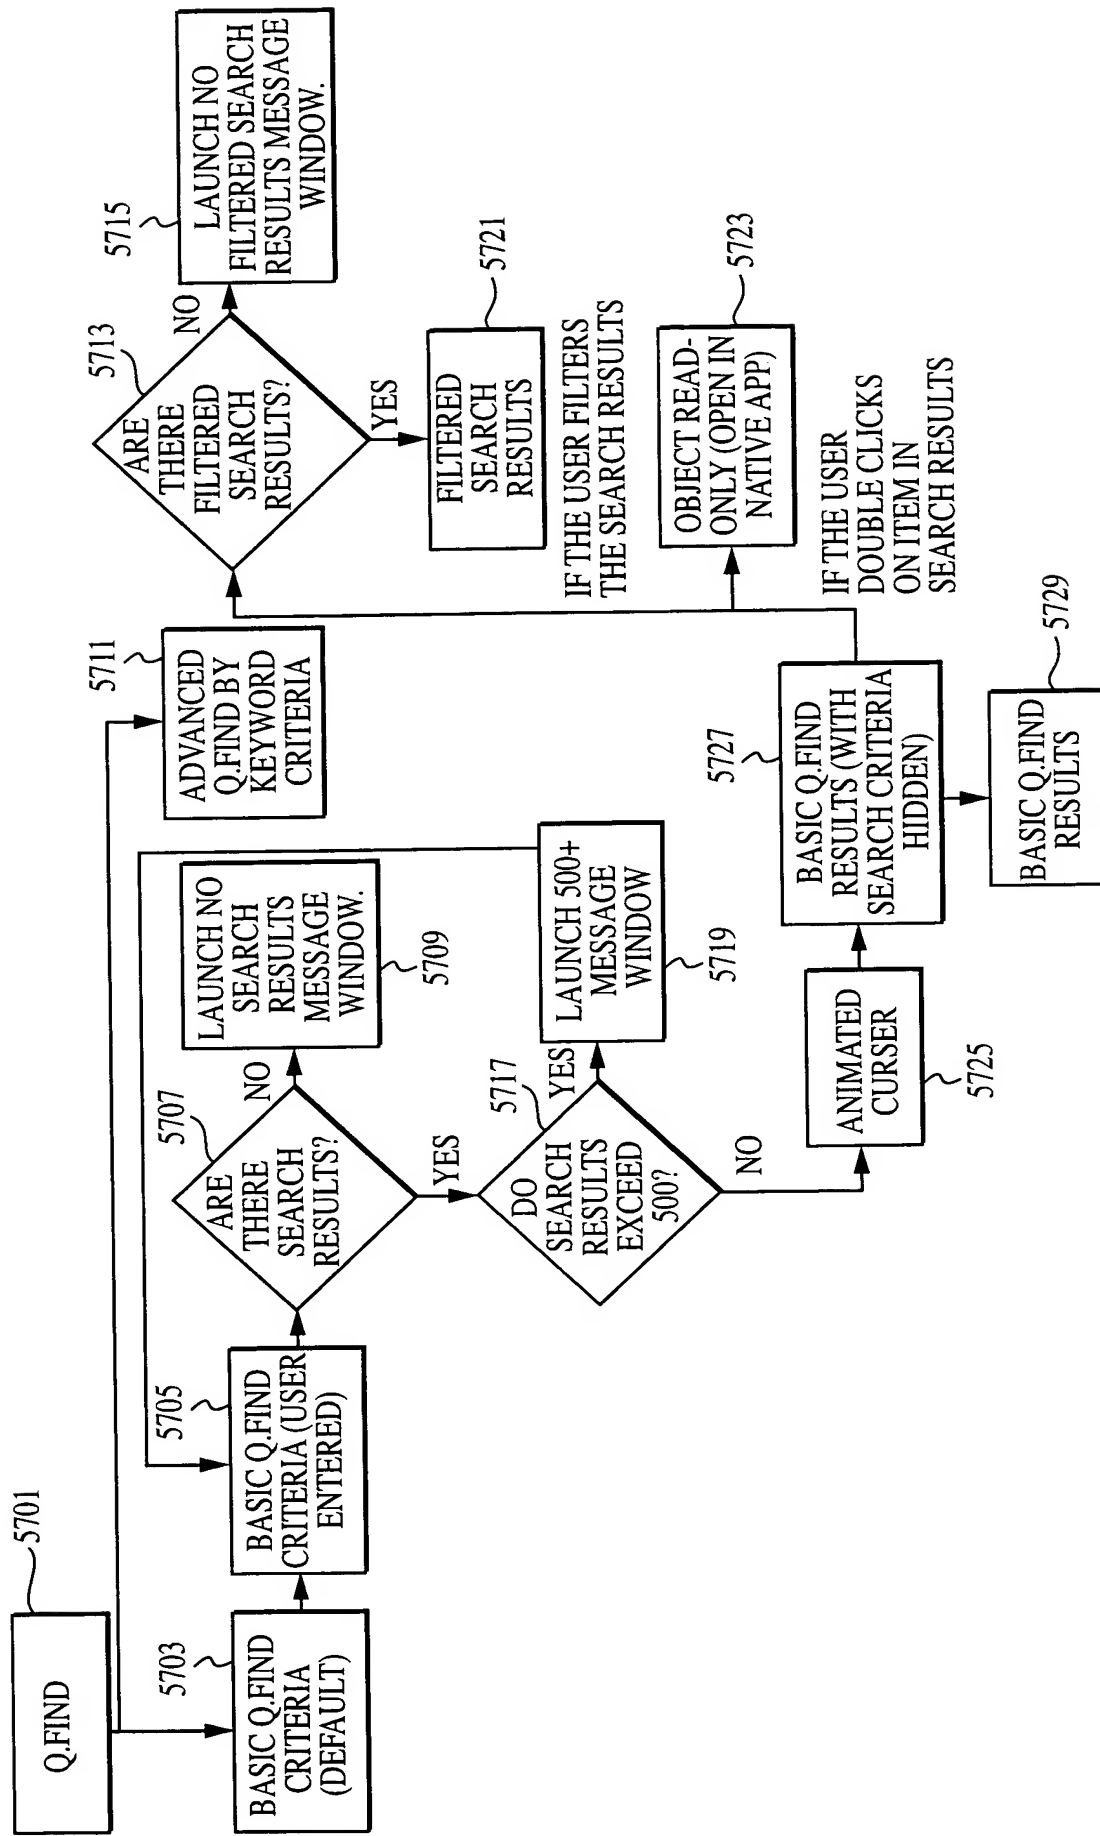 Q.FIND
5701
BASIC Q.FIND
CRITERIA
(DEFAULT)
5703
BASIC Q.FIND
CRITERIA (USER
ENTERED)
5705
ARE
THERE
SEARCH
RESULTS?
5707
NO
YES
LAUNCH NO
SEARCH
RESULTS
MESSAGE
WINDOW.
5709
ADVANCED
Q.FIND BY
KEYWORD
CRITERIA
5711
ARE
THERE
FILTERED
SEARCH
RESULTS?
5713
NO
YES
LAUNCH NO
FILTERED SEARCH
RESULTS MESSAGE
WINDOW.
5715
DO
SEARCH
RESULTS
EXCEED
500?
5717
YES
NO
LAUNCH 500+
MESSAGE
WINDOW
5719
FILTERED
SEARCH
RESULTS
5721
IF THE USER FILTERS
THE SEARCH RESULTS
OBJECT READ-
ONLY (OPEN IN
NATIVE APP)
5723
IF THE USER
DOUBLE CLICKS
ON ITEM IN
SEARCH RESULTS
ANIMATED
CURSER
5725
BASIC Q.FIND
RESULTS (WITH
SEARCH CRITERIA
HIDDEN)
5727
BASIC Q.FIND
RESULTS
5729